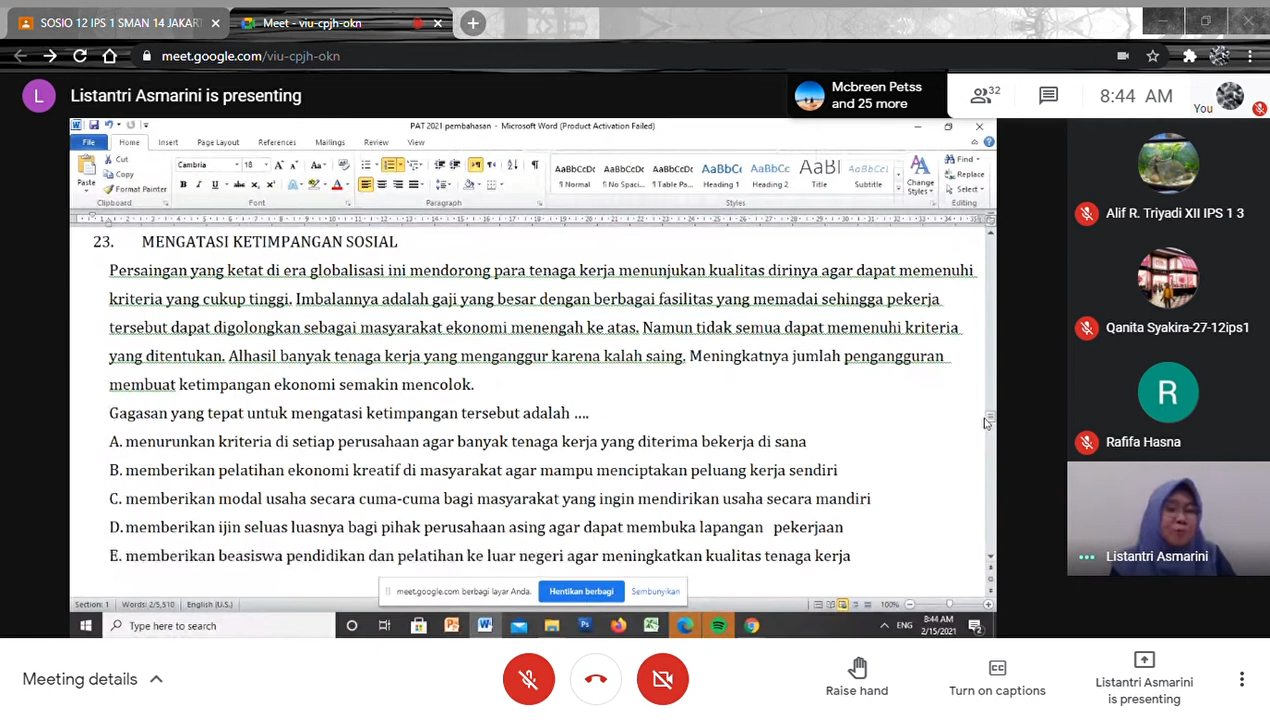 SOSIO 12 IPS 1 SMAN 14 JAKAR
Meet - viu-cpjh-okn
meet.google.com/viu-cpjh-okn
L
Listantri Asmarini is presenting
Mcbreen Petss
and 25 more
32
8:44 AM
You
PAT 2021 pembahasan - Microsoft Word (Product Activation Failed)
File Home Insert Page Layout References Mailings Review View
Paste
Cut
Copy
Format Painter
Clipboard
Cambria
18
Font
Paragraph
AaBbCcDc
¶ Normal
AaBbCcDc
¶ No Spaci...
AaBbCcDc
¶ Table Pa...
AaBbCc
Heading 1
AaBbCc
Heading 2
AaBl
Title
AaBbCcl
Subtitle
Styles
Change
Styles
Find
Replace
Select
Editing
23. MENGATASI KETIMPANGAN SOSIAL
Persaingan yang ketat di era globalisasi ini mendorong para tenaga kerja menunjukan kualitas dirinya agar dapat memenuhi
kriteria yang cukup tinggi. Imbalannya adalah gaji yang besar dengan berbagai fasilitas yang memadai sehingga pekerja
tersebut dapat digolongkan sebagai masyarakat ekonomi menengah ke atas. Namun tidak semua dapat memenuhi kriteria
yang ditentukan. Alhasil banyak tenaga kerja yang menganggur karena kalah saing. Meningkatnya jumlah pengangguran
membuat ketimpangan ekonomi semakin mencolok.
Gagasan yang tepat untuk mengatasi ketimpangan tersebut adalah ....
A. menurunkan kriteria di setiap perusahaan agar banyak tenaga kerja yang diterima bekerja di sana
B. memberikan pelatihan ekonomi kreatif di masyarakat agar mampu menciptakan peluang kerja sendiri
C. memberikan modal usaha secara cuma-cuma bagi masyarakat yang ingin mendirikan usaha secara mandiri
D. memberikan ijin seluas luasnya bagi pihak perusahaan asing agar dapat membuka lapangan pekerjaan
E. memberikan beasiswa pendidikan dan pelatihan ke luar negeri agar meningkatkan kualitas tenaga kerja
meet.google.com berbagi layar Anda.
Hentikan berbagi
Sembunyikan
Section: 1
Words: 2/5,510
English (U.S.)
100%
Type here to search
ENG
8:44 AM
2/15/2021
Alif R. Triyadi XII IPS 1 3
Qanita Syakira-27-12ips1
R
Rafifa Hasna
Listantri Asmarini
Meeting details
Raise hand
Turn on captions
Listantri Asmarini
is presenting